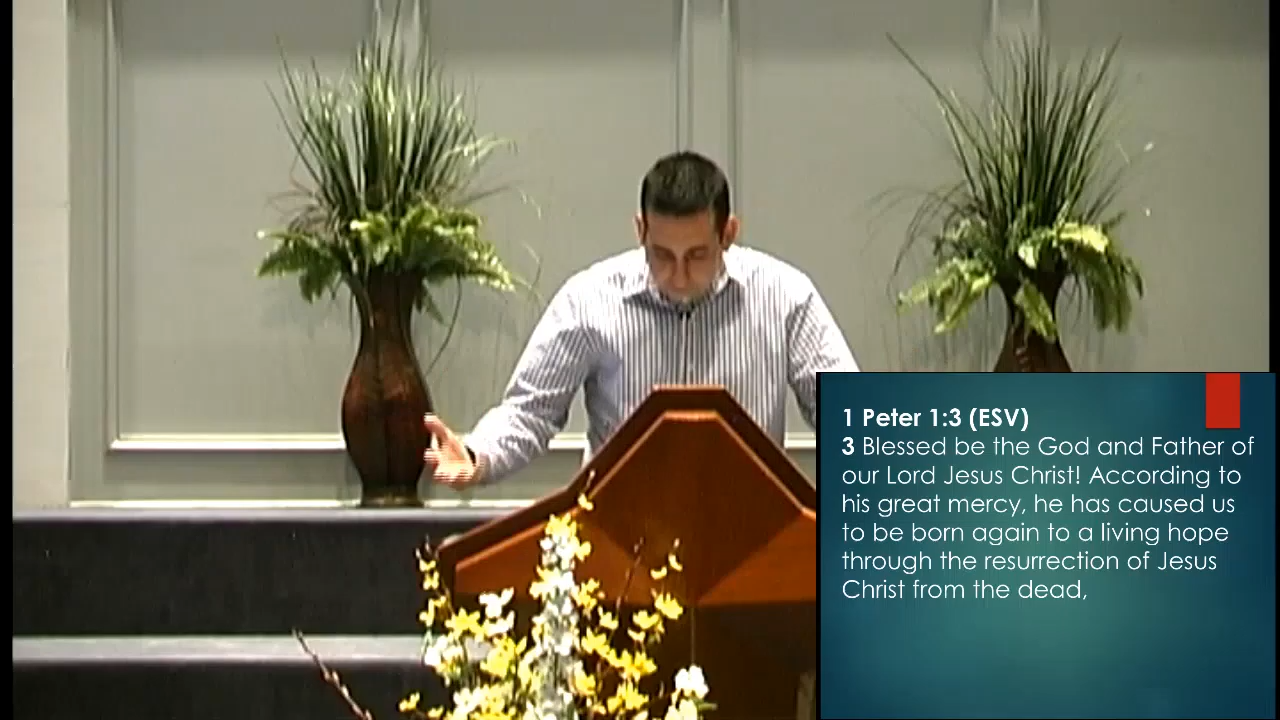 1 Peter 1:3 (ESV)
3 Blessed be the God and Father of
our Lord Jesus Christ! According to
his great mercy, he has caused us
to be born again to a living hope
through the resurrection of Jesus
Christ from the dead,